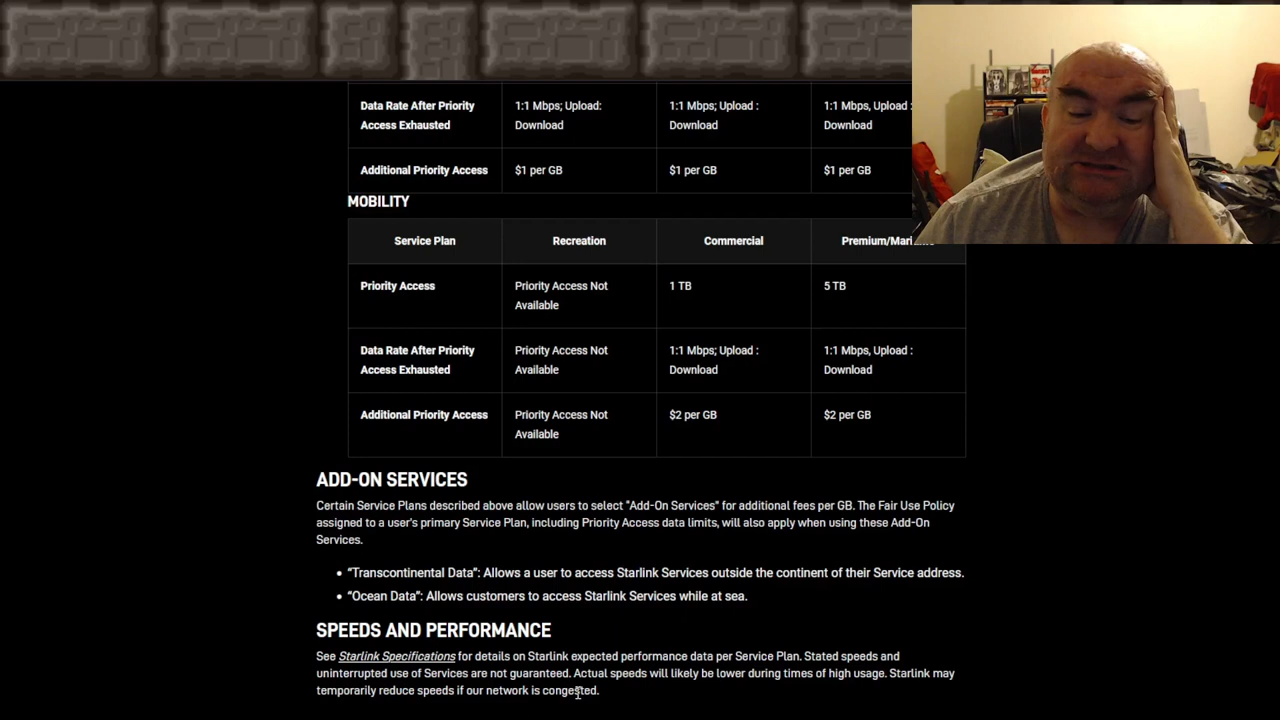 Data Rate After Priority
Access Exhausted
1:1 Mbps; Upload:
Download
1:1 Mbps; Upload :
Download
1:1 Mbps, Upload :
Download
Additional Priority Access
$1 per GB
$1 per GB
$1 per GB
MOBILITY
Service Plan
Recreation
Commercial
Priority Access
Priority Access Not
Available
1 TB
5 TB
Data Rate After Priority
Access Exhausted
Priority Access Not
Available
1:1 Mbps; Upload :
Download
1:1 Mbps, Upload :
Download
Additional Priority Access
Priority Access Not
Available
$2 per GB
$2 per GB
ADD-ON SERVICES
Certain Service Plans described above allow users to select "Add-On Services" for additional fees per GB. The Fair Use Policy
assigned to a user's primary Service Plan, including Priority Access data limits, will also apply when using these Add-On
Services.
• “Transcontinental Data”: Allows a user to access Starlink Services outside the continent of their Service address.
• “Ocean Data”: Allows customers to access Starlink Services while at sea.
SPEEDS AND PERFORMANCE
See Starlink Specifications for details on Starlink expected performance data per Service Plan. Stated speeds and
uninterrupted use of Services are not guaranteed. Actual speeds will likely be lower during times of high usage. Starlink may
temporarily reduce speeds if our network is congested.